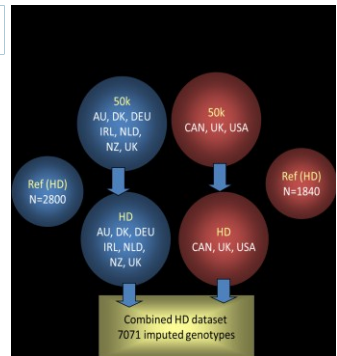 50k
AU, DK, DEU
IRL, NLD,
NZ, UK
50k
CAN, UK, USA
Ref (HD)
N=2800
Ref (HD)
N=1840
HD
AU, DK, DEU
IRL, NLD,
NZ, UK
HD
CAN, UK, USA
Combined HD dataset
7071 imputed genotypes